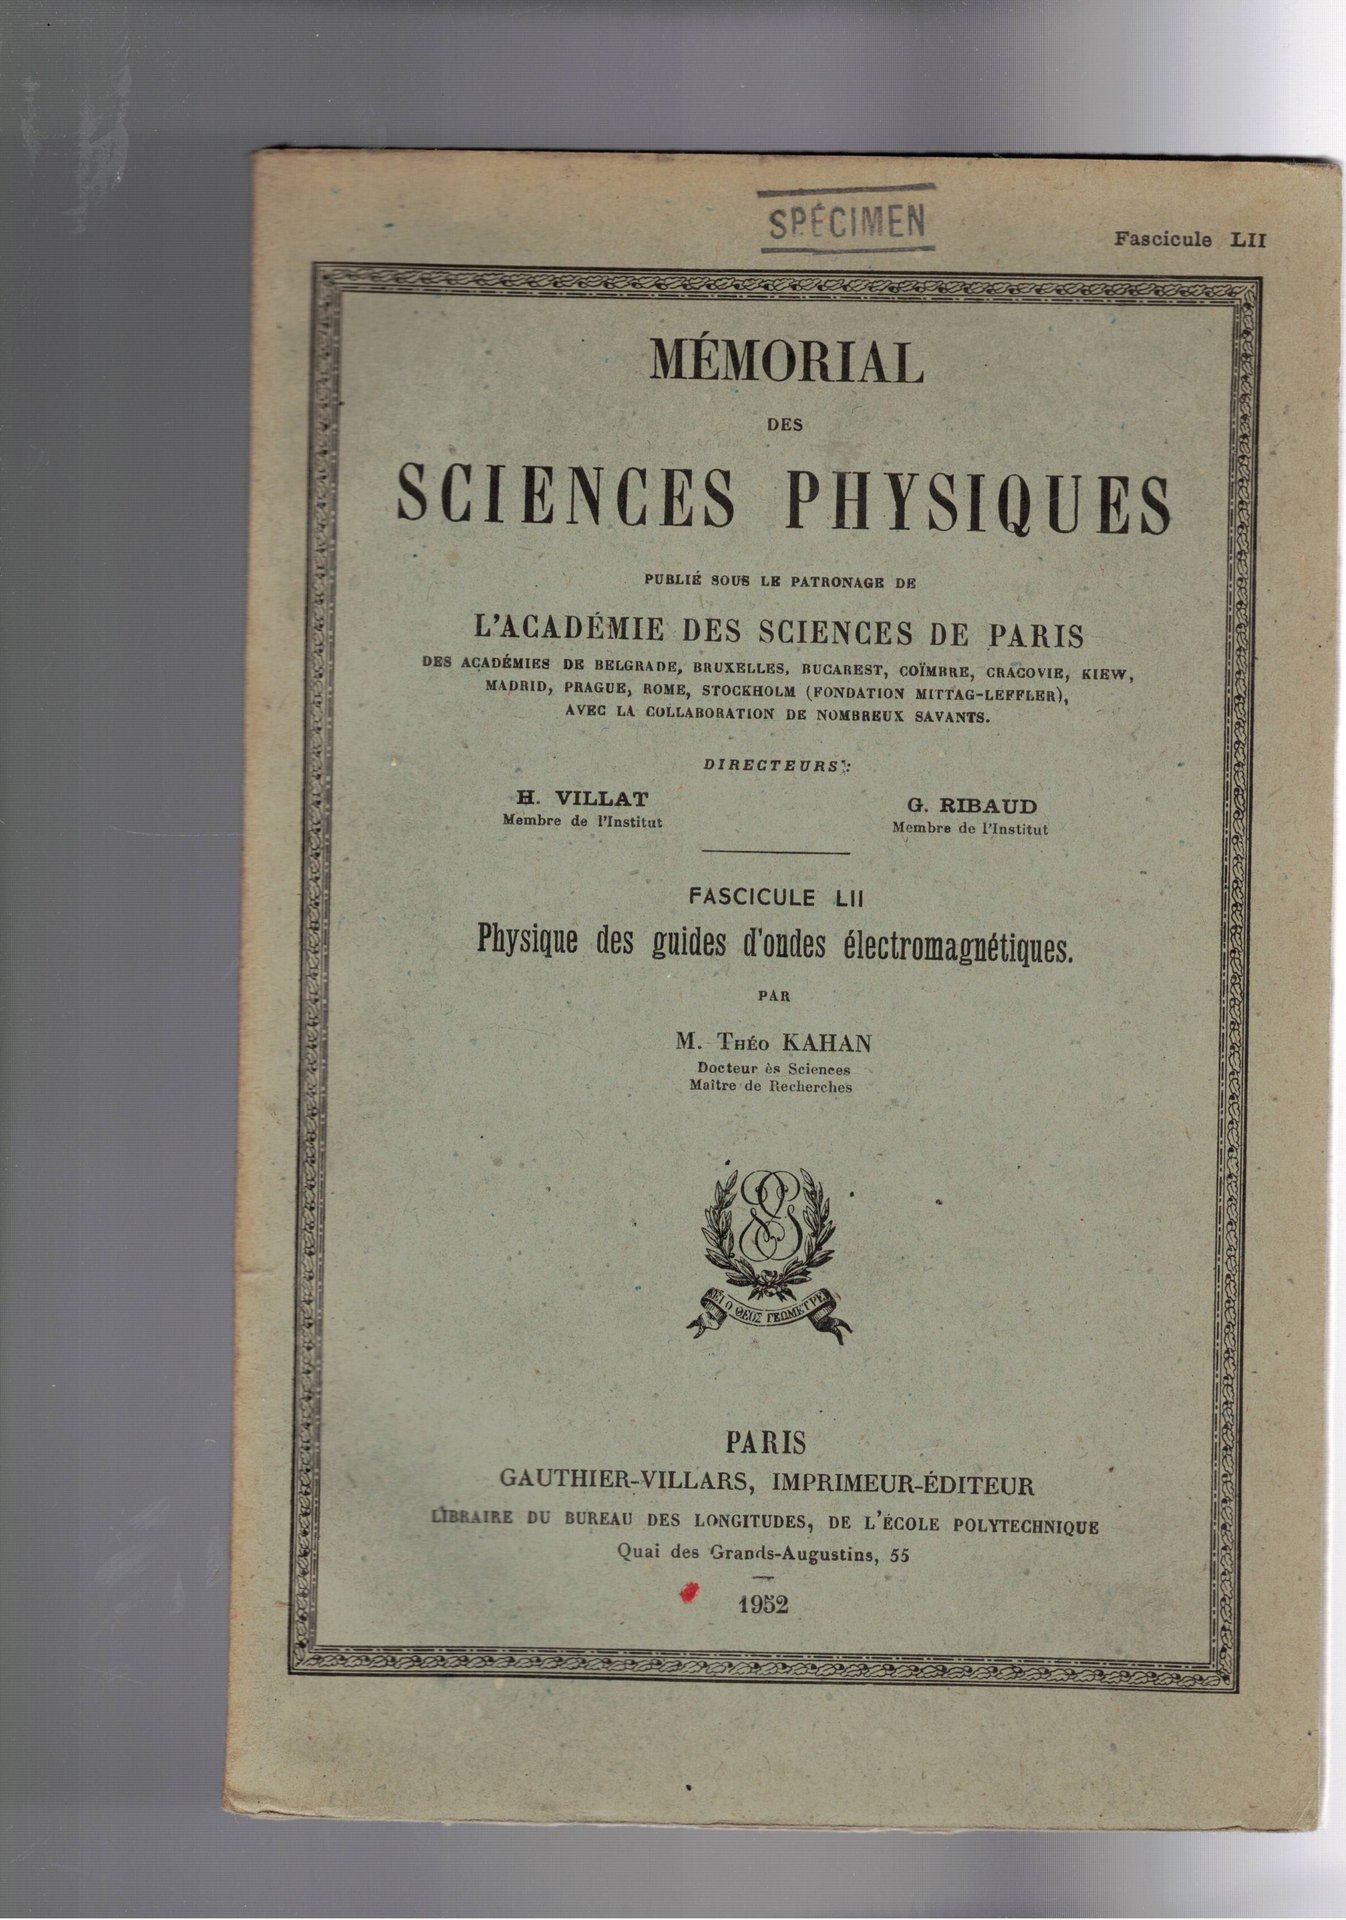 SPÉCIMEN
Fascicule LII
MÉMORIAL
DES
SCIENCES PHYSIQUES
PUBLIÉ SOUS LE PATRONAGE DE
L'ACADÉMIE DES SCIENCES DE PARIS
DES ACADÉMIES DE BELGRADE, BRUXELLES, BUCAREST, COÏMBRE, CRACOVIE, KIEW,
MADRID, PRAGUE, ROME, STOCKHOLM (FONDATION MITTAG-LEFFLER),
AVEC LA COLLABORATION DE NOMBREUX SAVANTS.
DIRECTEURS :
H. VILLAT G. RIBAUD
Membre de l'Institut Membre de l'Institut
FASCICULE LII
Physique des guides d'ondes électromagnétiques.
PAR
M. THÉO KAHAN
Docteur ès Sciences
Maître de Recherches
ΕΙ Ο ΘΕΟΣ ΓΕΩΜΕΤΡΕΙ
PARIS
GAUTHIER-VILLARS, IMPRIMEUR-ÉDITEUR
LIBRAIRE DU BUREAU DES LONGITUDES, DE L'ÉCOLE POLYTECHNIQUE
Quai des Grands-Augustins, 55
1952